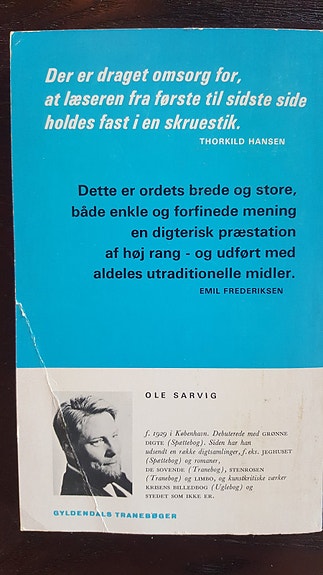 Der er draget omsorg for,
at læseren fra første til sidste side
holdes fast i en skruestik.
THORKILD HANSEN
Dette er ordets brede og store,
både enkle og forfinede mening
en digterisk præstation
af høj rang - og udført med
aldeles utraditionelle midler.
EMIL FREDERIKSEN
OLE SARVIG
f. 1929 i København. Debuterede med GRØNNE
DIGTE (Spættebog). Siden har han
udsendt en række digtsamlinger, f.eks. JEGHUSET
(Spættebog) og romaner,
DE SOVENDE (Tranebog), STENROSEN
(Tranebog) og LIMBO, og kunstkritiske værker
KRISENS BILLEDBOG (Uglebog) og
STEDET SOM IKKE ER.
GYLDENDALS TRANEBØGER